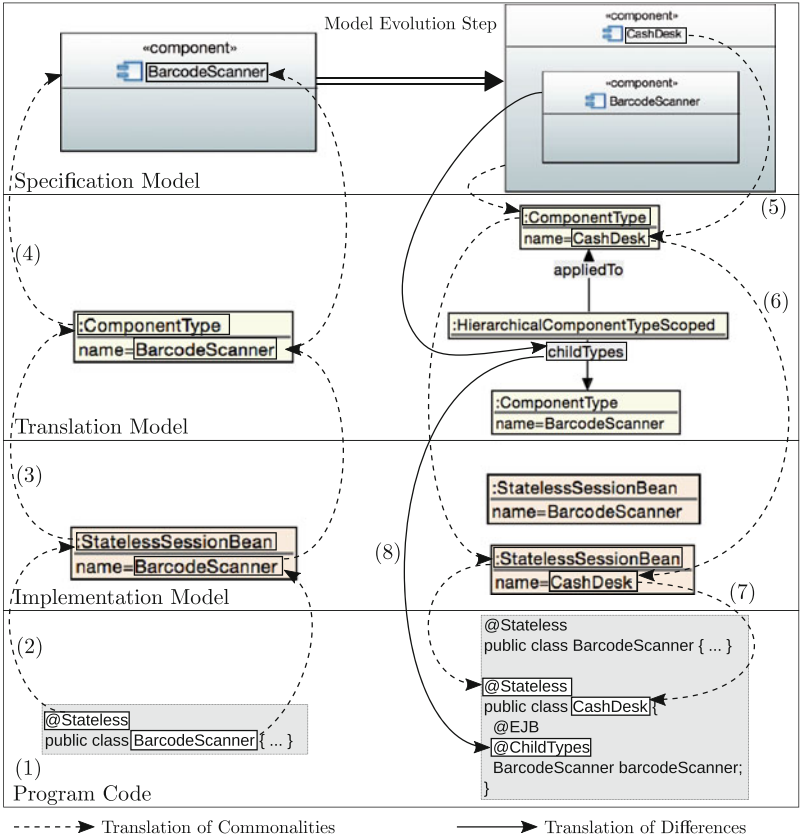 Model Evolution Step
«component»
BarcodeScanner
CashDesk
«component»
BarcodeScanner
Specification Model
(5)
:ComponentType
name=CashDesk
appliedTo
(4)
(6)
:ComponentType
name=BarcodeScanner
:HierarchicalComponentTypeScoped
childTypes
:ComponentType
name=BarcodeScanner
Translation Model
(3)
:StatelessSessionBean
name=BarcodeScanner
:StatelessSessionBean
name=BarcodeScanner
(8)
:StatelessSessionBean
name=CashDesk
(7)
Implementation Model
(2)
@Stateless
public class BarcodeScanner { ... }
@Stateless
public class CashDesk {
@EJB
@ChildTypes
BarcodeScanner barcodeScanner;
}
@Stateless
public class BarcodeScanner { ... }
(1)
Program Code
Translation of Commonalities
Translation of Differences